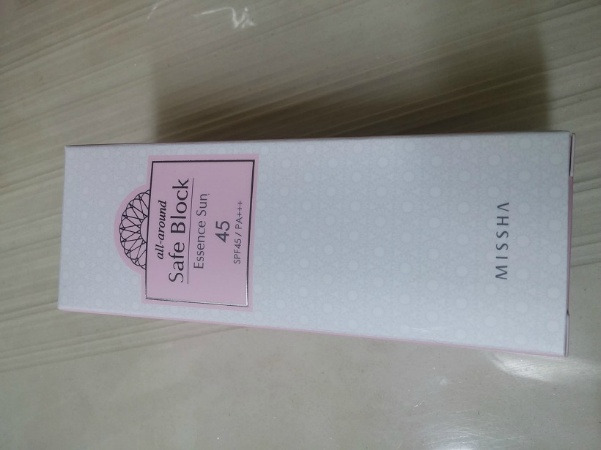 all-around
Safe Block
Essence Sun
45
SPF45 / PA+++
MISSHA